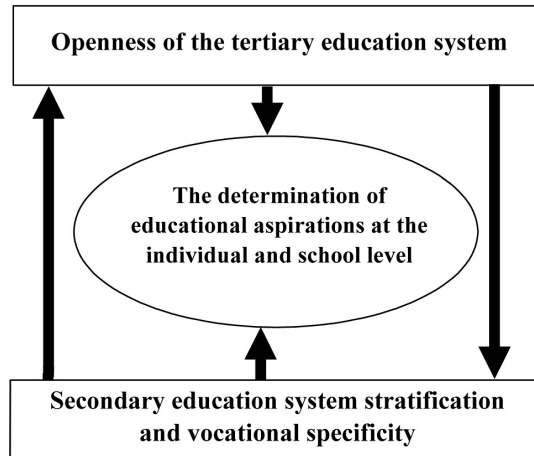 Openness of the tertiary education system
The determination of
educational aspirations at the
individual and school level
Secondary education system stratification
and vocational specificity